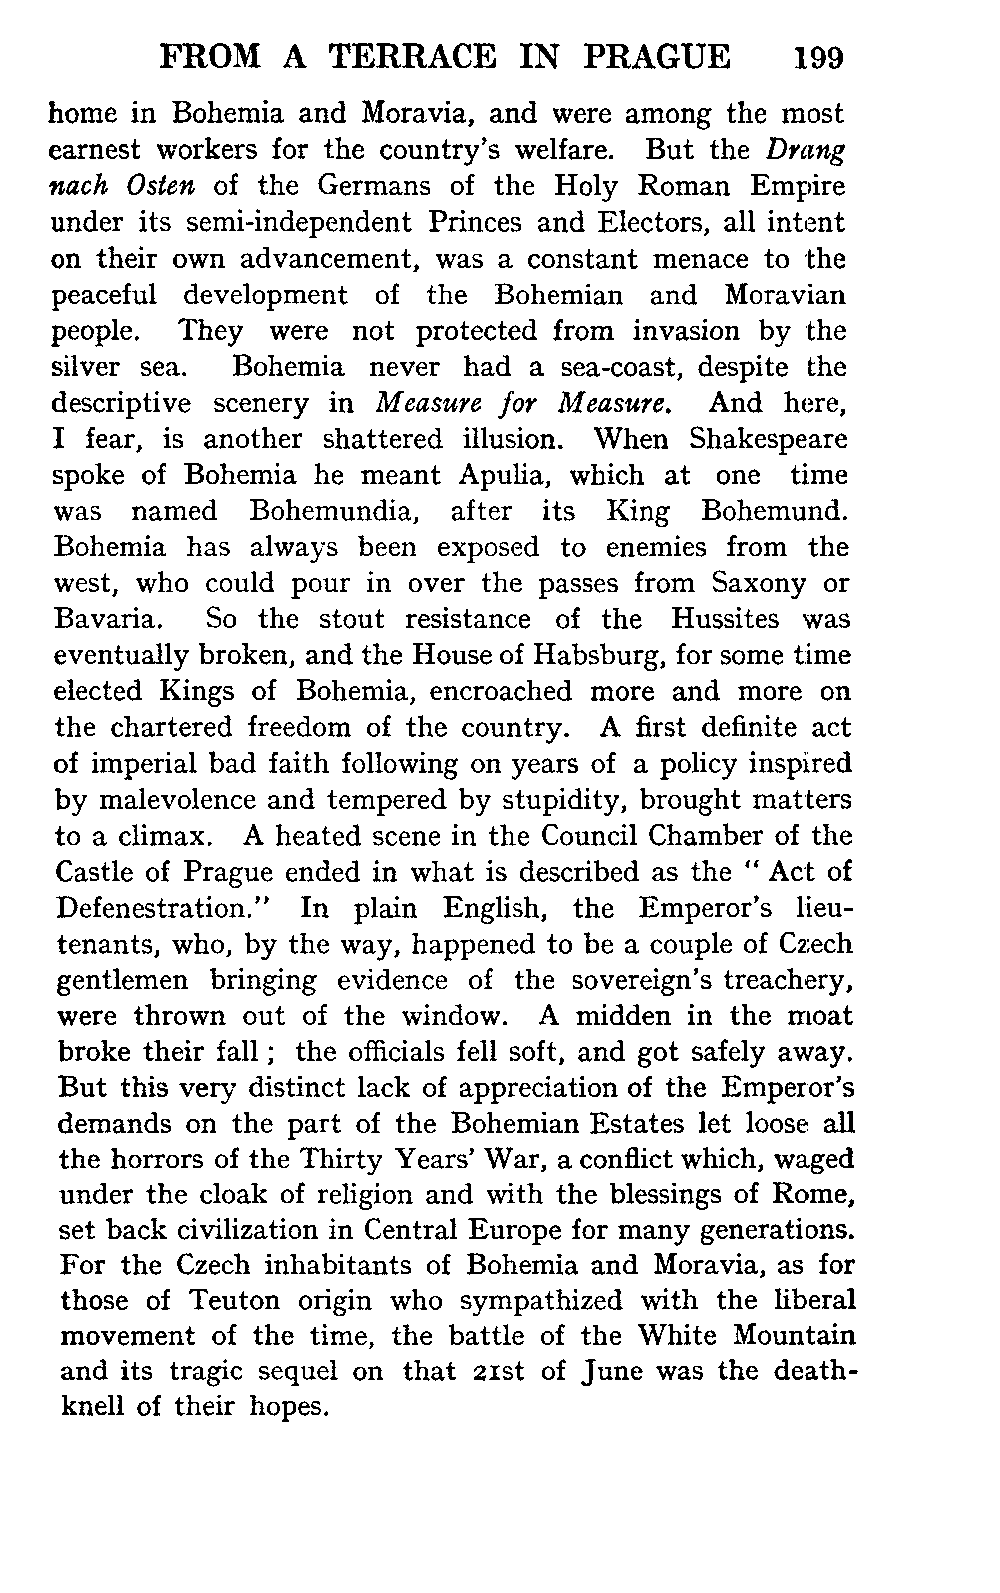 FROM A TERRACE IN PRAGUE 199
home in Bohemia and Moravia, and were among the most
earnest workers for the country's welfare. But the Drang
nach Osten of the Germans of the Holy Roman Empire
under its semi-independent Princes and Electors, all intent
on their own advancement, was a constant menace to the
peaceful development of the Bohemian and Moravian
people. They were not protected from invasion by the
silver sea. Bohemia never had a sea-coast, despite the
descriptive scenery in Measure for Measure. And here,
I fear, is another shattered illusion. When Shakespeare
spoke of Bohemia he meant Apulia, which at one time
was named Bohemundia, after its King Bohemund.
Bohemia has always been exposed to enemies from the
west, who could pour in over the passes from Saxony or
Bavaria. So the stout resistance of the Hussites was
eventually broken, and the House of Habsburg, for some time
elected Kings of Bohemia, encroached more and more on
the chartered freedom of the country. A first definite act
of imperial bad faith following on years of a policy inspired
by malevolence and tempered by stupidity, brought matters
to a climax. A heated scene in the Council Chamber of the
Castle of Prague ended in what is described as the " Act of
Defenestration." In plain English, the Emperor's lieu-
tenants, who, by the way, happened to be a couple of Czech
gentlemen bringing evidence of the sovereign's treachery,
were thrown out of the window. A midden in the moat
broke their fall ; the officials fell soft, and got safely away.
But this very distinct lack of appreciation of the Emperor's
demands on the part of the Bohemian Estates let loose all
the horrors of the Thirty Years' War, a conflict which, waged
under the cloak of religion and with the blessings of Rome,
set back civilization in Central Europe for many generations.
For the Czech inhabitants of Bohemia and Moravia, as for
those of Teuton origin who sympathized with the liberal
movement of the time, the battle of the White Mountain
and its tragic sequel on that 21st of June was the death-
knell of their hopes.